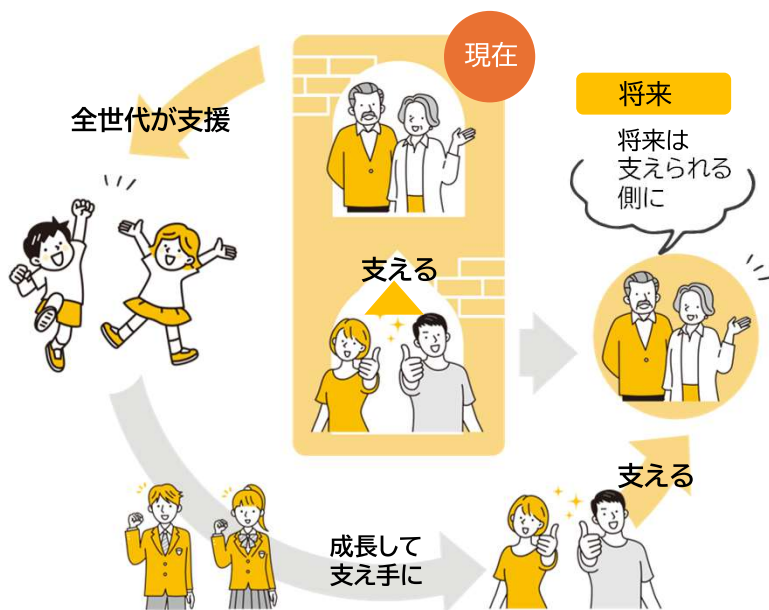 現在
全世代が支援
将来
将来は
支えられる
側に
支える
支える
成長して
支え手に